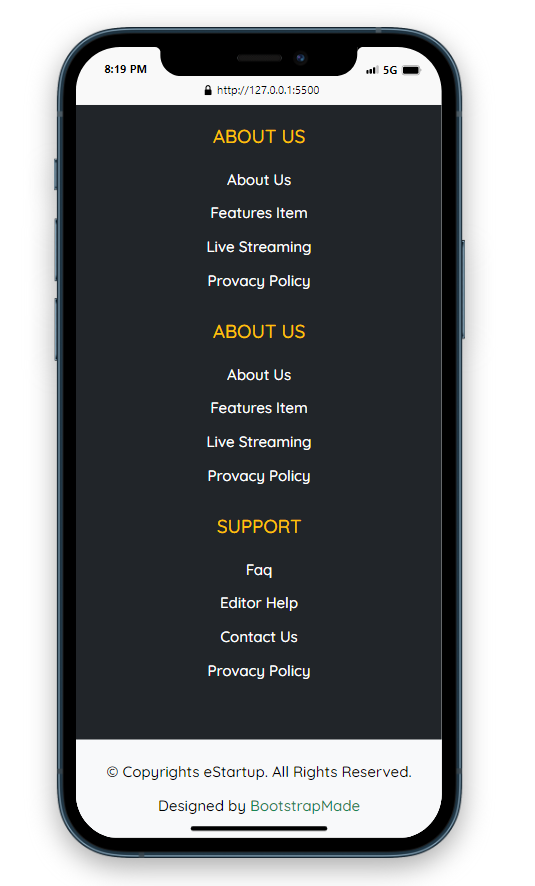 8:19 PM
5G
http://127.0.0.1:5500
ABOUT US
About Us
Features Item
Live Streaming
Provacy Policy
ABOUT US
About Us
Features Item
Live Streaming
Provacy Policy
SUPPORT
Faq
Editor Help
Contact Us
Provacy Policy
© Copyrights eStartup. All Rights Reserved.
Designed by BootstrapMade